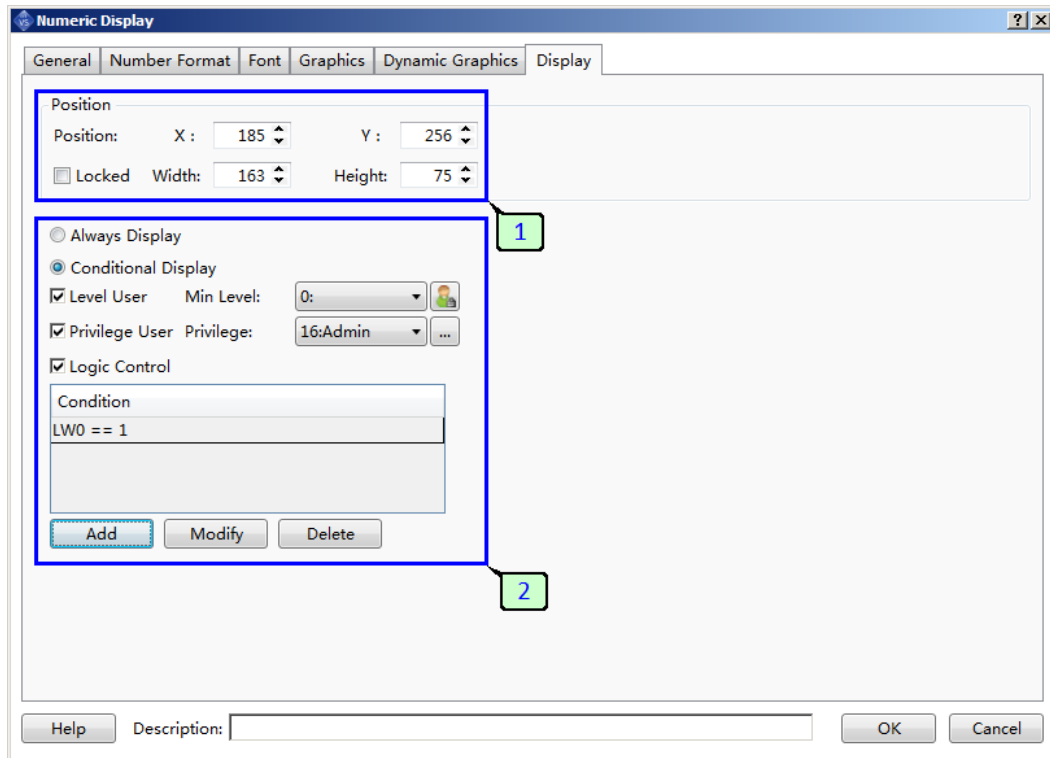 VS Numeric Display
General Number Format Font Graphics Dynamic Graphics Display
Position
Position: X : 185 Y : 256
Locked Width: 163 Height: 75
1
Always Display
Conditional Display
Level User Min Level: 0:
Privilege User Privilege: 16:Admin ...
Logic Control
Condition
LW0 == 1
Add Modify Delete
2
Help Description: OK Cancel